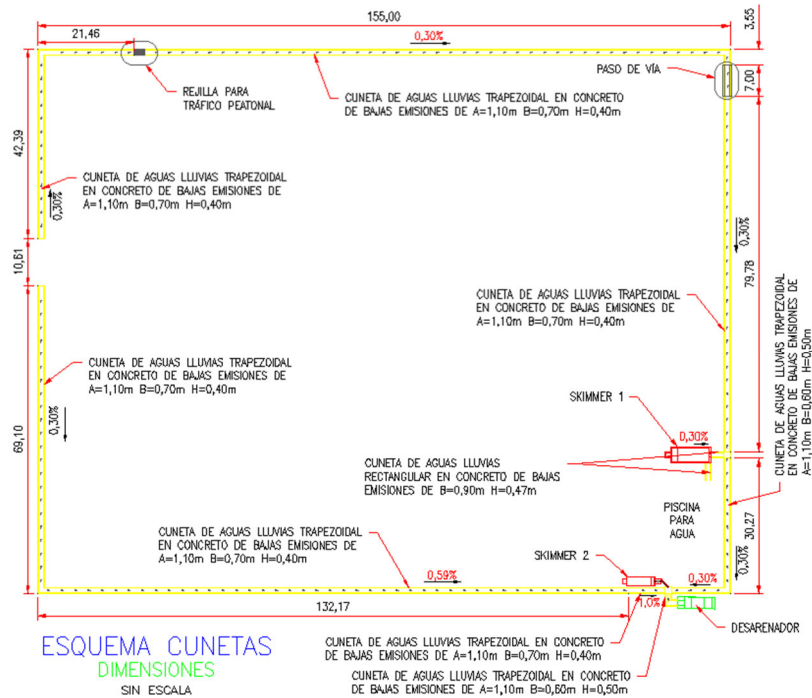 155,00
21,46
0,30%
3,55
REJILLA PARA
TRÁFICO PEATONAL
CUNETA DE AGUAS LLUVIAS TRAPEZOIDAL EN CONCRETO
DE BAJAS EMISIONES DE A=1,10m B=0,70m H=0,40m
PASO DE VÍA
7,00
42,39
CUNETA DE AGUAS LLUVIAS TRAPEZOIDAL
EN CONCRETO DE BAJAS EMISIONES DE
A=1,10m B=0,70m H=0,40m
0,30%
0,30%
79,78
10,61
CUNETA DE AGUAS LLUVIAS TRAPEZOIDAL
EN CONCRETO DE BAJAS EMISIONES DE
A=1,10m B=0,70m H=0,40m
CUNETA DE AGUAS LLUVIAS TRAPEZOIDAL
EN CONCRETO DE BAJAS EMISIONES DE
A=1,10m B=0,60m H=0,50m
69,10
CUNETA DE AGUAS LLUVIAS TRAPEZOIDAL
EN CONCRETO DE BAJAS EMISIONES DE
A=1,10m B=0,70m H=0,40m
0,30%
SKIMMER 1
0,30%
CUNETA DE AGUAS LLUVIAS
RECTANGULAR EN CONCRETO DE BAJAS
EMISIONES DE B=0,90m H=0,47m
PISCINA
PARA
AGUA
30,27
0,30%
CUNETA DE AGUAS LLUVIAS TRAPEZOIDAL
EN CONCRETO DE BAJAS EMISIONES DE
A=1,10m B=0,70m H=0,40m
SKIMMER 2
0,59%
0,30%
1,0%
132,17
DESARENADOR
ESQUEMA CUNETAS
DIMENSIONES
SIN ESCALA
CUNETA DE AGUAS LLUVIAS TRAPEZOIDAL EN CONCRETO
DE BAJAS EMISIONES DE A=1,10m B=0,70m H=0,40m
CUNETA DE AGUAS LLUVIAS TRAPEZOIDAL EN CONCRETO
DE BAJAS EMISIONES DE A=1,10m B=0,60m H=0,50m